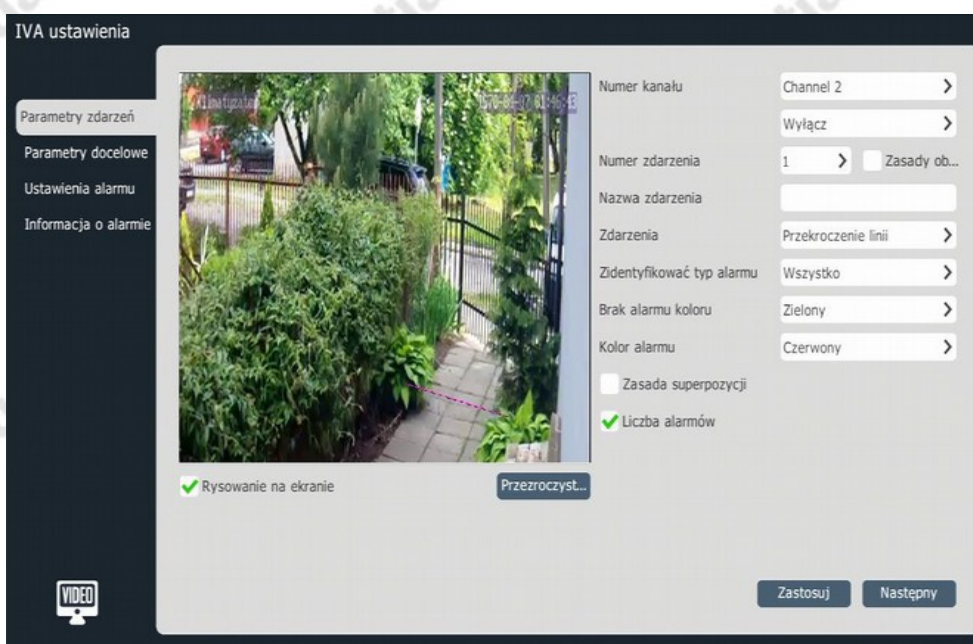 IVA ustawienia
Parametry zdarzeń
Parametry docelowe
Ustawienia alarmu
Informacja o alarmie
Klimatyzator
Rysowanie na ekranie
Przezroczyst...
Numer kanału
Channel 2
Wyłącz
Numer zdarzenia
1
Zasady ob...
Nazwa zdarzenia
Zdarzenia
Przekroczenie linii
Zidentyfikować typ alarmu
Wszystko
Brak alarmu koloru
Zielony
Kolor alarmu
Czerwony
Zasada superpozycji
Liczba alarmów
VIDEO
Zastosuj
Następny